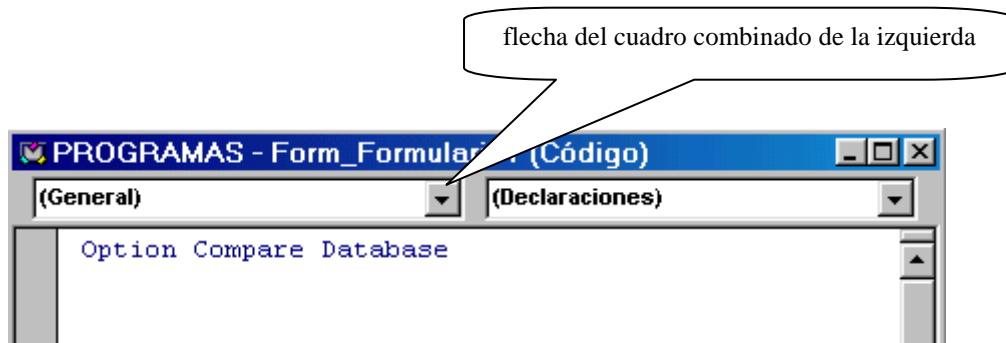 flecha del cuadro combinado de la izquierda
PROGRAMAS - Form_Formulari (Código)
(General)
(Declaraciones)
Option Compare Database